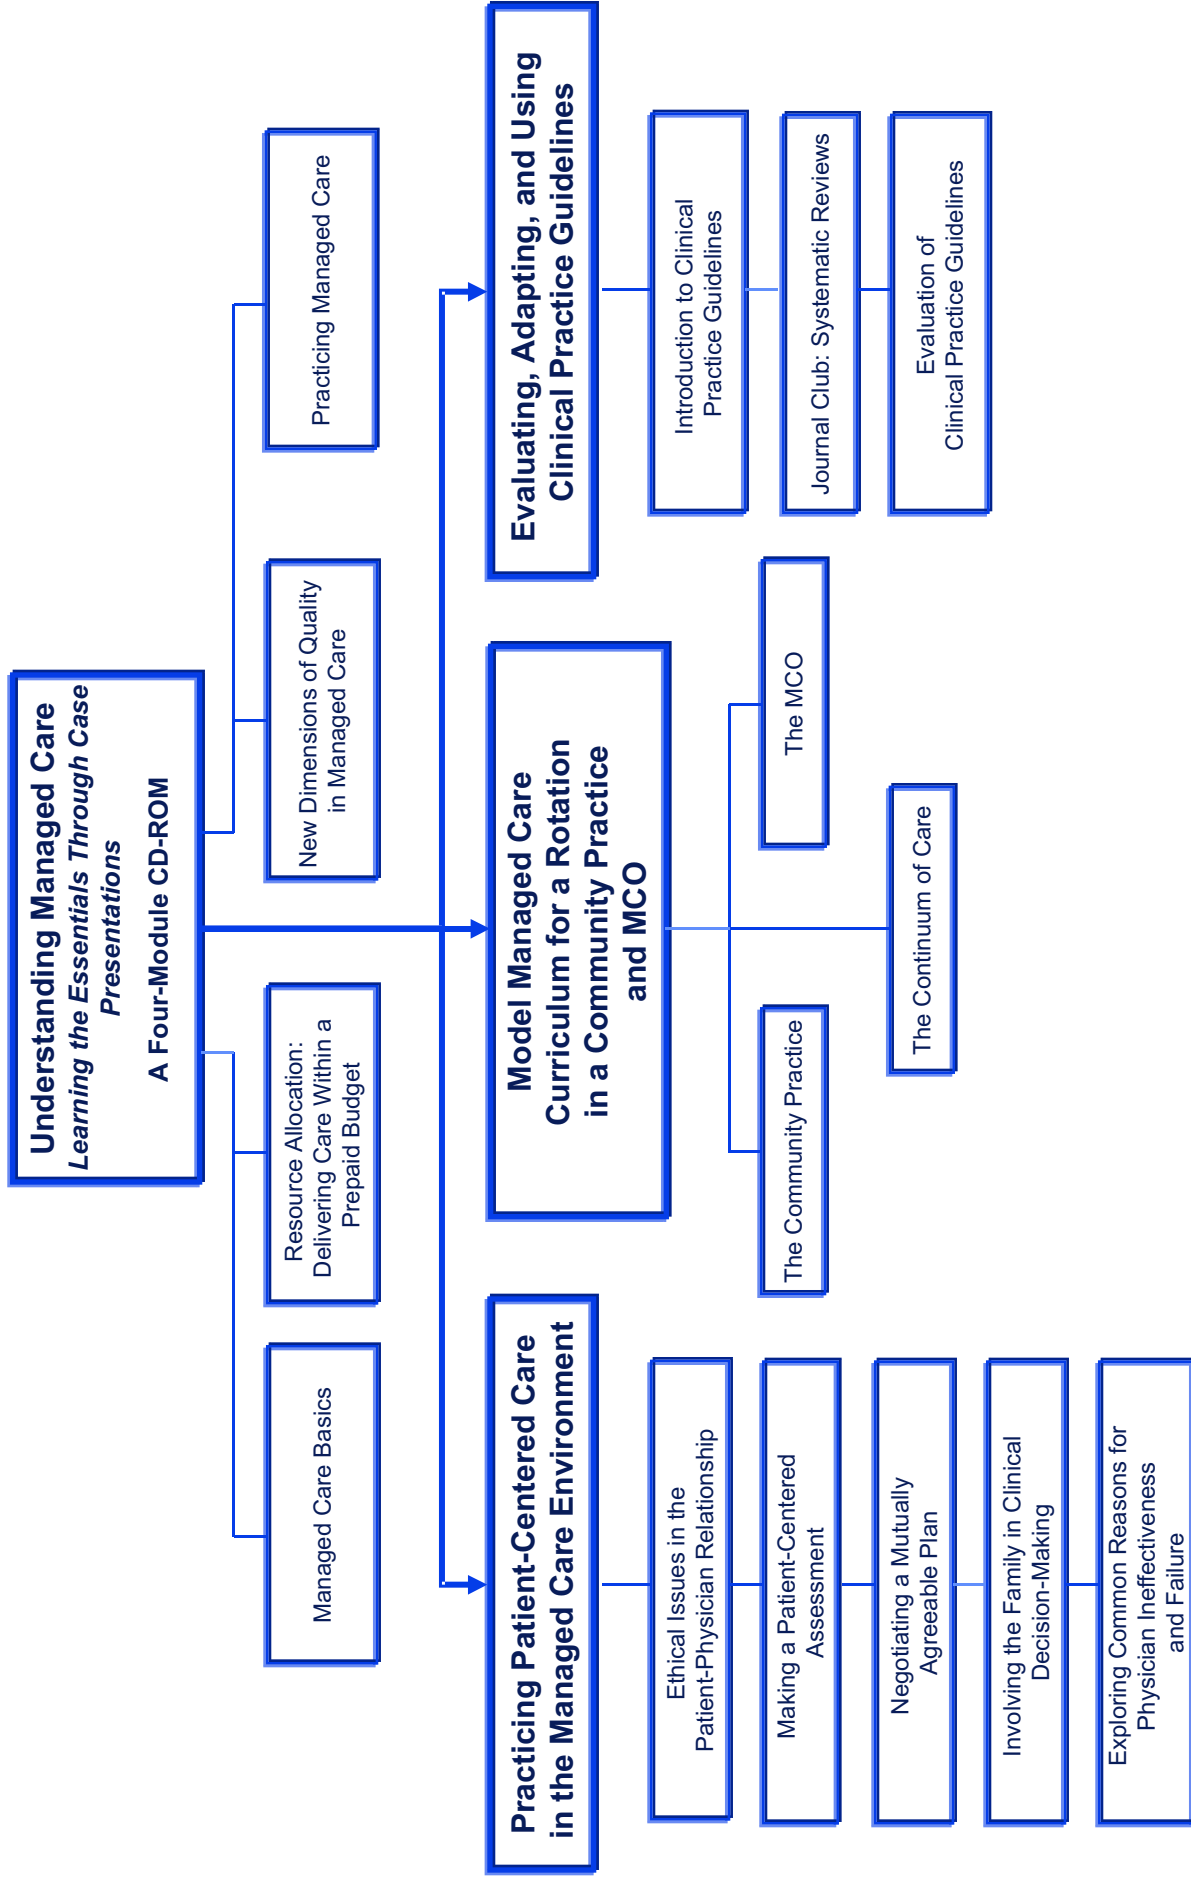 Understanding Managed Care
Learning the Essentials Through Case
Presentations
A Four-Module CD-ROM
Managed Care Basics
Resource Allocation:
Delivering Care Within a
Prepaid Budget
New Dimensions of Quality
in Managed Care
Practicing Managed Care
Practicing Patient-Centered Care
in the Managed Care Environment
Ethical Issues in the
Patient-Physician Relationship
Making a Patient-Centered
Assessment
Negotiating a Mutually
Agreeable Plan
Involving the Family in Clinical
Decision-Making
Exploring Common Reasons for
Physician Ineffectiveness
and Failure
Model Managed Care
Curriculum for a Rotation
in a Community Practice
and MCO
The Community Practice
The MCO
The Continuum of Care
Evaluating, Adapting, and Using
Clinical Practice Guidelines
Introduction to Clinical
Practice Guidelines
Journal Club: Systematic Reviews
Evaluation of
Clinical Practice Guidelines